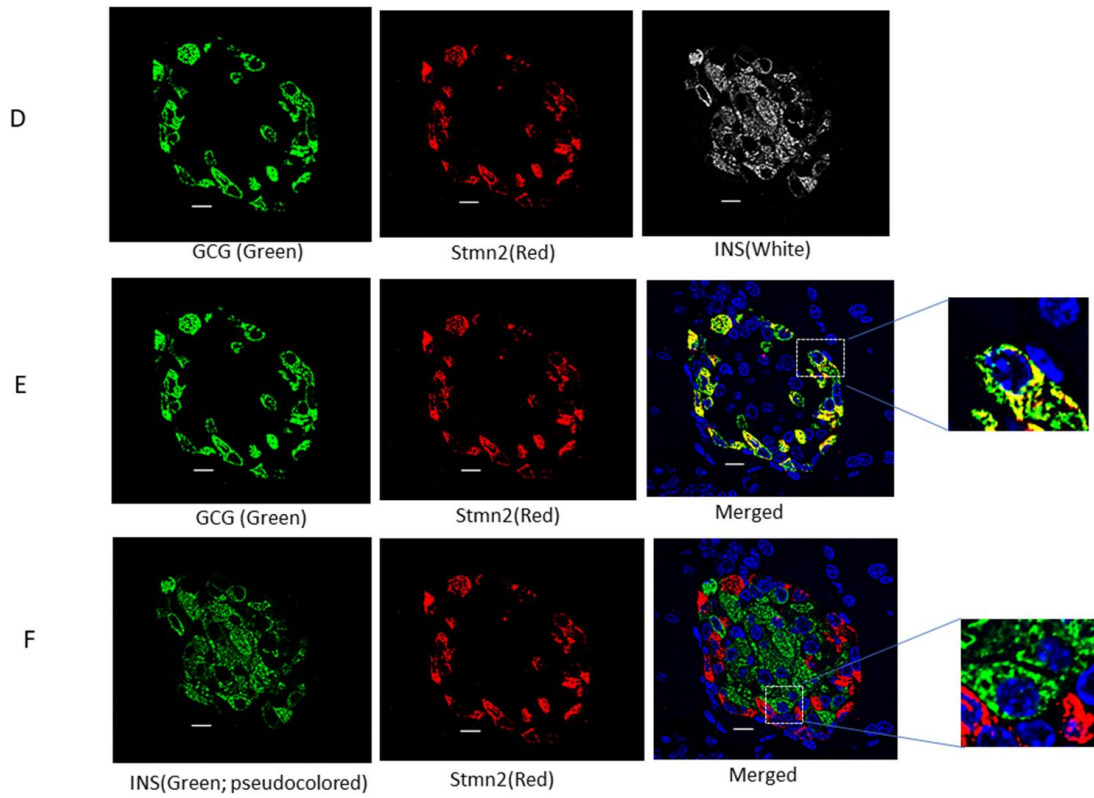 D
GCG (Green)
Stmn2(Red)
INS(White)
E
GCG (Green)
Stmn2(Red)
Merged
F
INS(Green; pseudocolored)
Stmn2(Red)
Merged